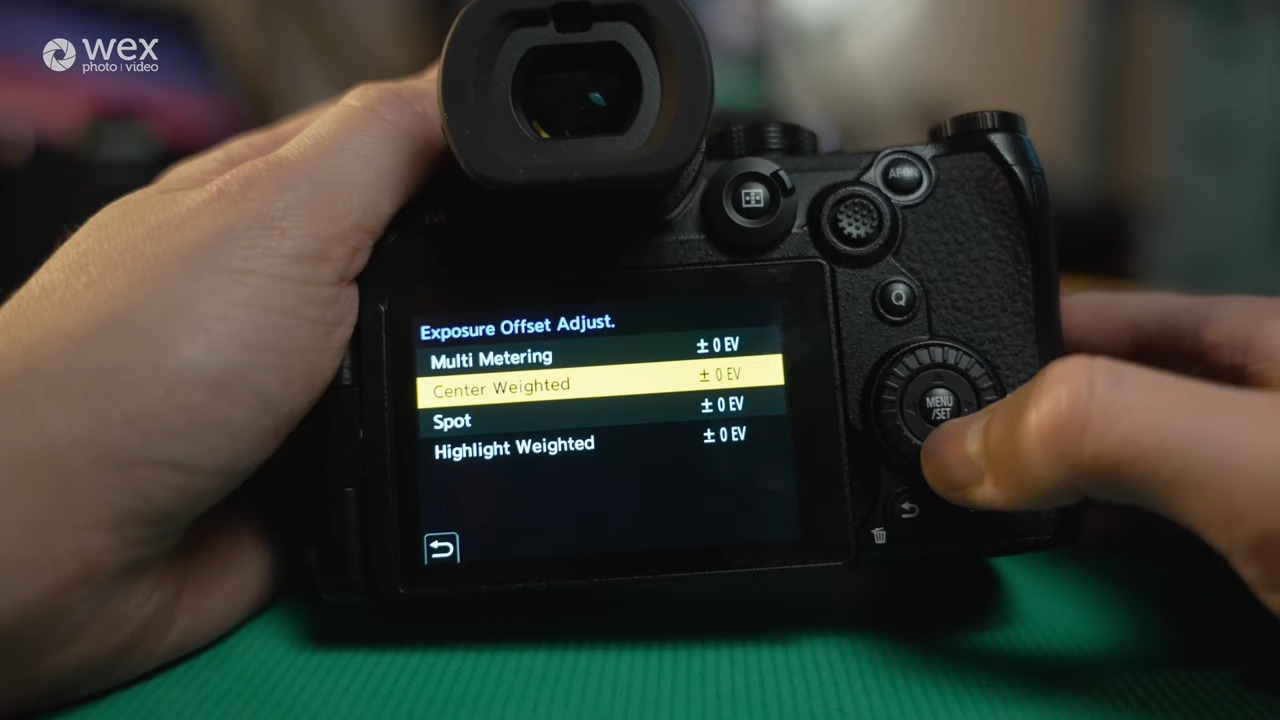 wex
photo | video
AF ON
Q
MENU
/SET
Exposure Offset Adjust.
Multi Metering ± 0 EV
Center Weighted ± 0 EV
Spot ± 0 EV
Highlight Weighted ± 0 EV